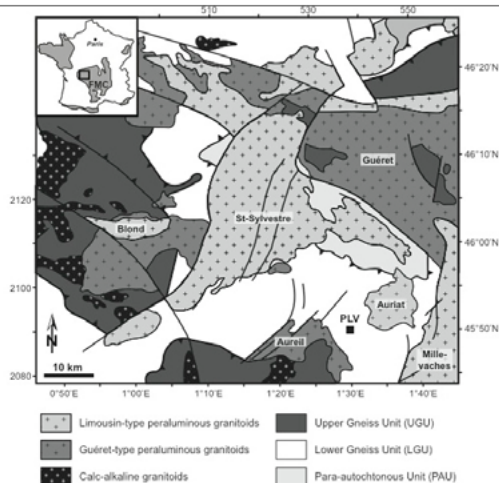 510
530
550
Paris
FMC
46°20'N
46°10'N
Guéret
2120
St-Sylvestre
Blond
46°00'N
2100
Auriat
PLV
45°50'N
N
Aureil
Mille-
vaches
10 km
2080
0°50'E
1°00'E
1°10'E
1°20'E
1°30'E
1°40'E
Limousin-type peraluminous granitoids
Upper Gneiss Unit (UGU)
Guéret-type peraluminous granitoids
Lower Gneiss Unit (LGU)
Calc-alkaline granitoids
Para-autochtonous Unit (PAU)